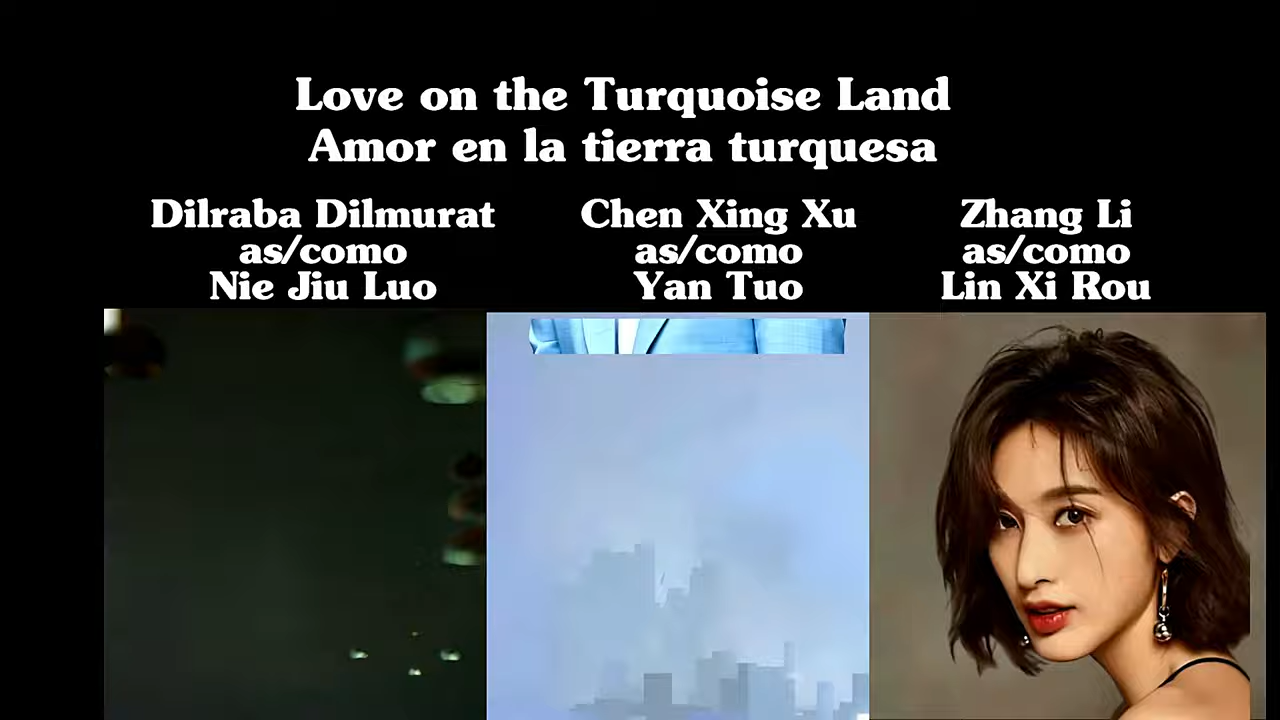 Love on the Turquoise Land
Amor en la tierra turquesa
Dilraba Dilmurat
as/como
Nie Jiu Luo
Chen Xing Xu
as/como
Yan Tuo
Zhang Li
as/como
Lin Xi Rou